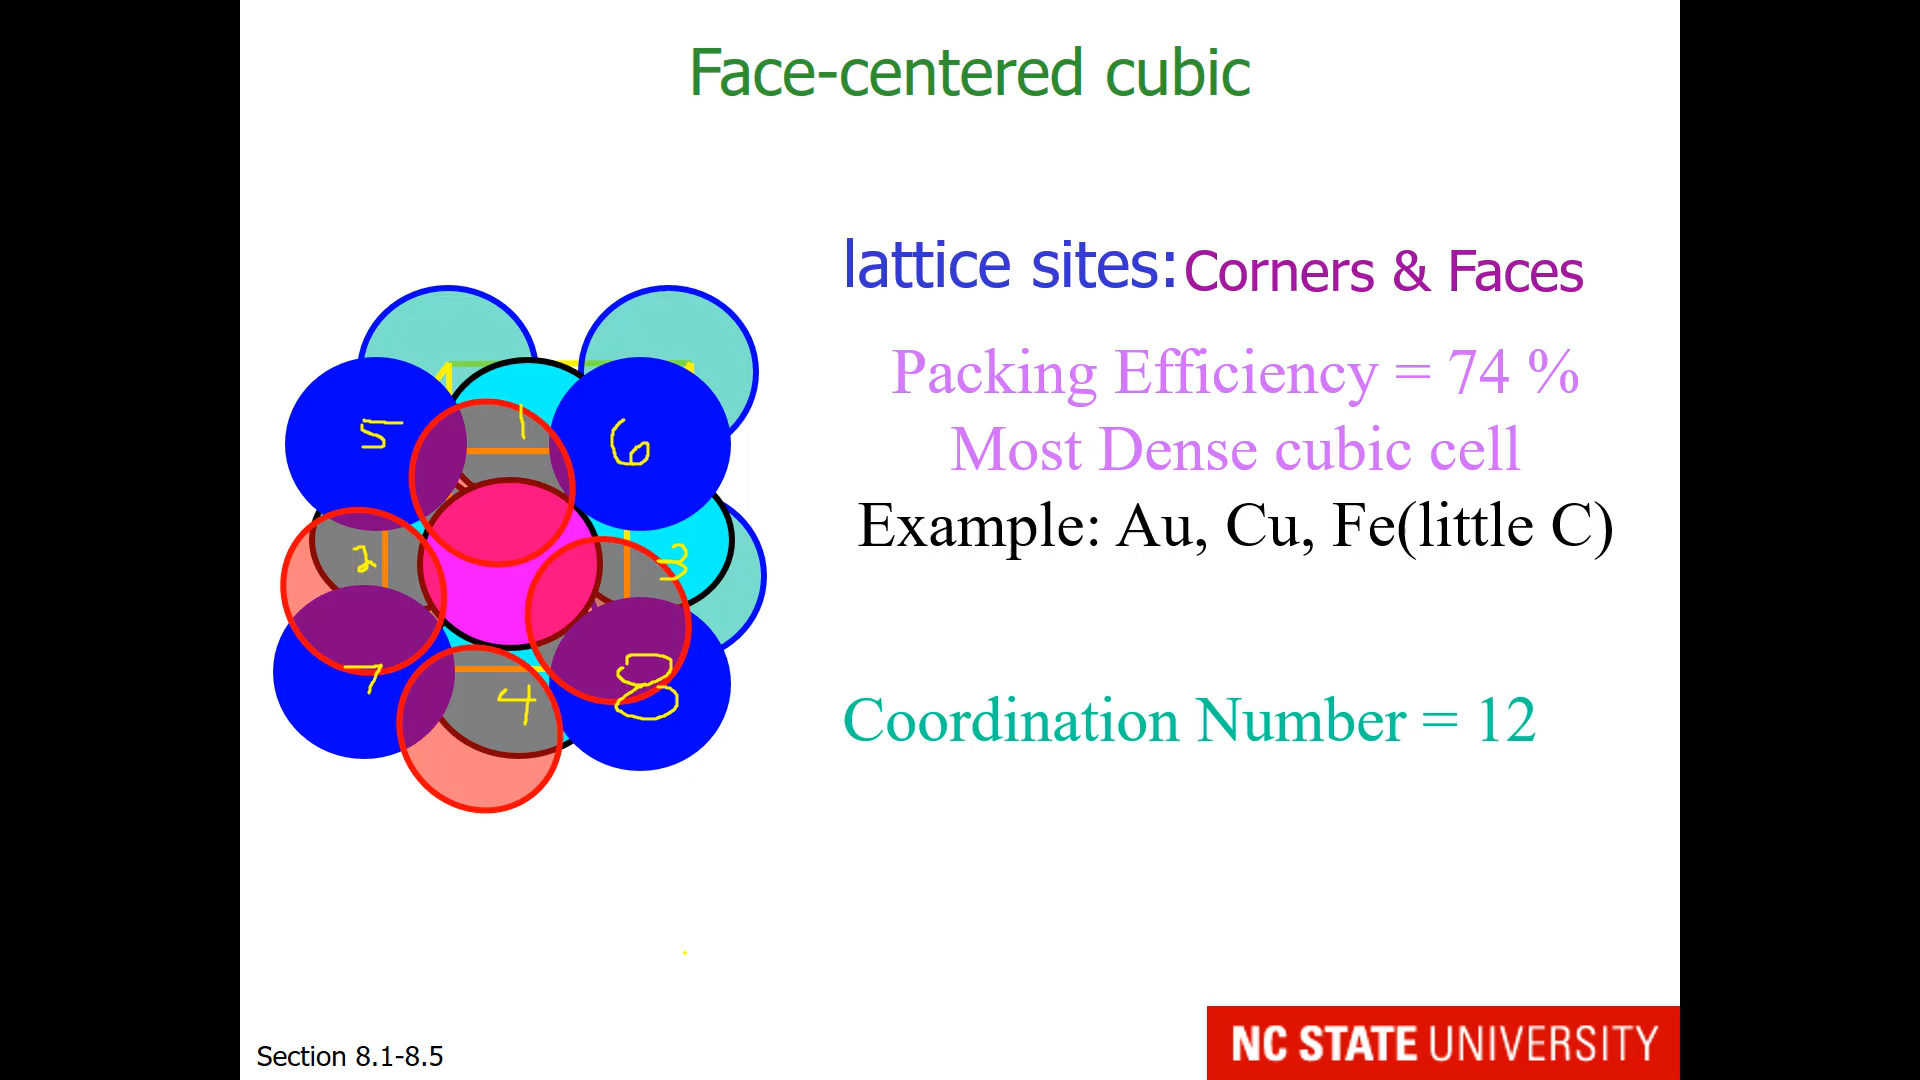 Face-centered cubic
lattice sites: Corners & Faces
Packing Efficiency = 74 %
Most Dense cubic cell
Example: Au, Cu, Fe(little C)
Coordination Number = 12
5 1 6
2 3
7 4 8
Section 8.1-8.5
NC STATE UNIVERSITY